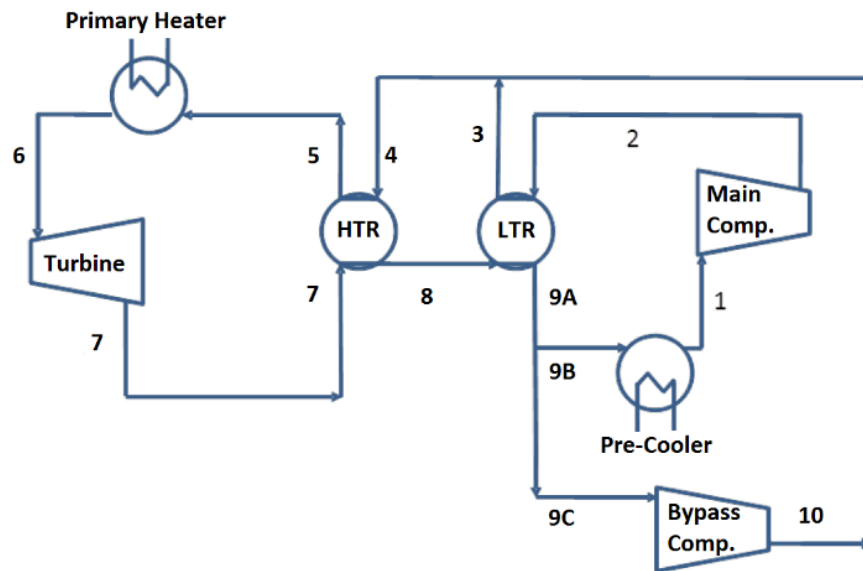 Primary Heater
6
5
4
3
2
Main
Comp.
HTR
LTR
Turbine
7
7
8
9A
1
9B
Pre-Cooler
9C
Bypass
Comp.
10